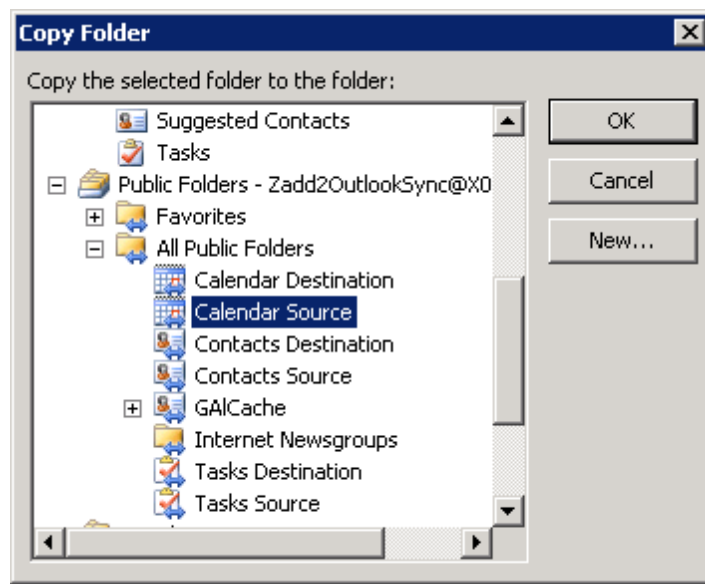 Copy Folder
Copy the selected folder to the folder:
Suggested Contacts
Tasks
Public Folders - Zadd2OutlookSync@X0
Favorites
All Public Folders
Calendar Destination
Calendar Source
Contacts Destination
Contacts Source
GAlCache
Internet Newsgroups
Tasks Destination
Tasks Source
OK
Cancel
New...